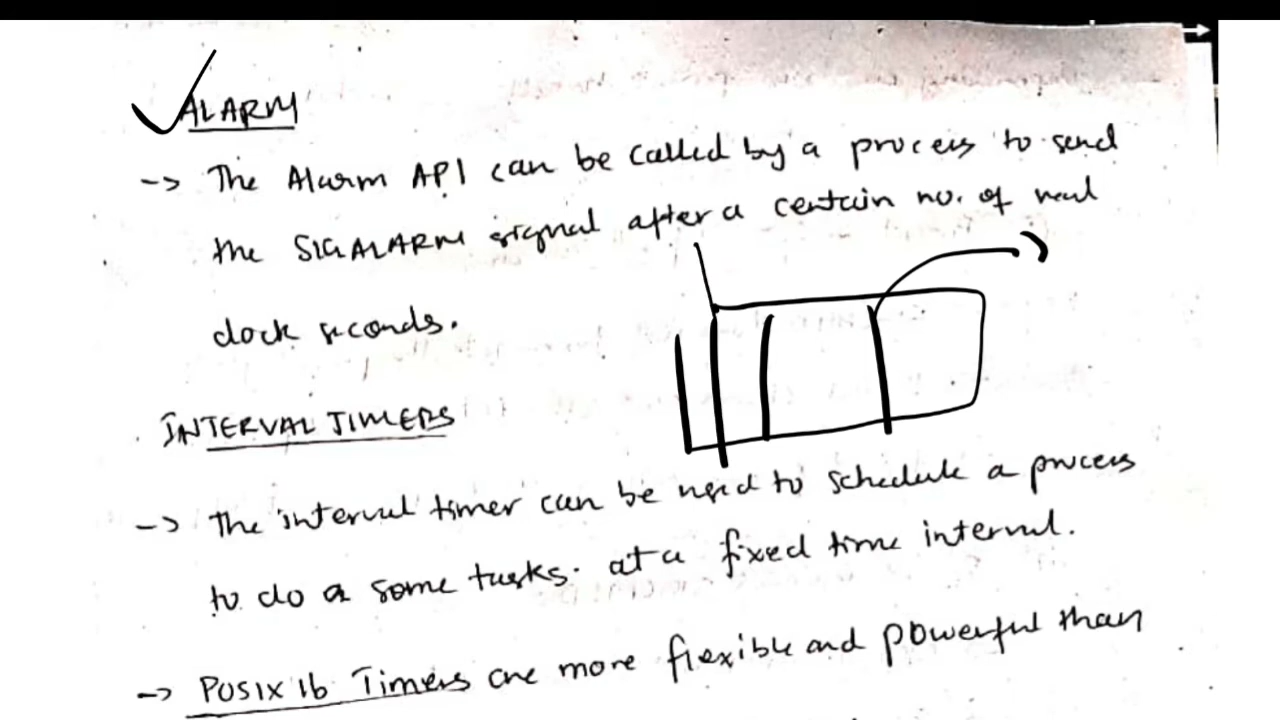 ALARM
-> The Alarm API can be called by a process to send
the SIGALARM signal after a certain no. of real
clock seconds.
INTERVAL TIMERS
-> The interval timer can be used to schedule a process
to do a some tasks. at a fixed time interval.
-> POSIX 1b Timers are more flexible and powerful than